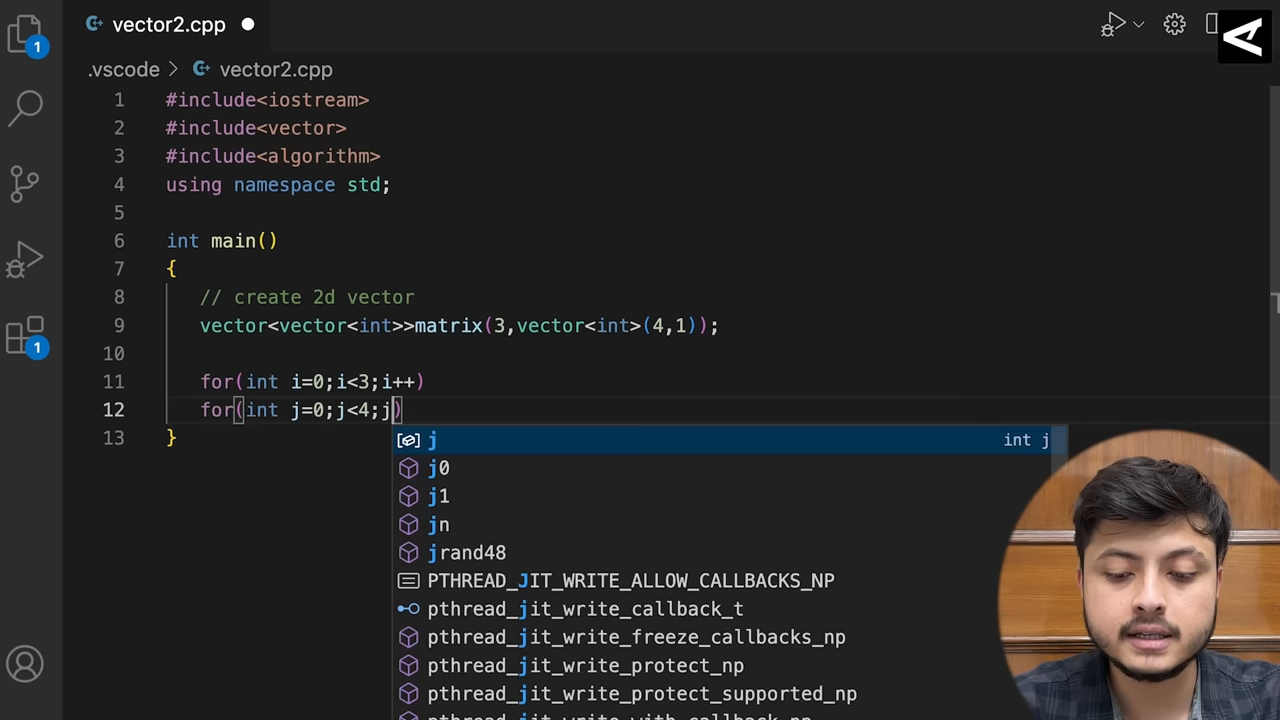 vector2.cpp
.vscode > vector2.cpp
1 #include<iostream>
2 #include<vector>
3 #include<algorithm>
4 using namespace std;
5
6 int main()
7 {
8 // create 2d vector
9 vector<vector<int>>matrix(3,vector<int>(4,1));
10
11 for(int i=0;i<3;i++)
12 for(int j=0;j<4;j)
13 }
j int j
j0
j1
jn
jrand48
PTHREAD_JIT_WRITE_ALLOW_CALLBACKS_NP
pthread_jit_write_callback_t
pthread_jit_write_freeze_callbacks_np
pthread_jit_write_protect_np
pthread_jit_write_protect_supported_np
pthread_jit_write_with_callback_np
1
1